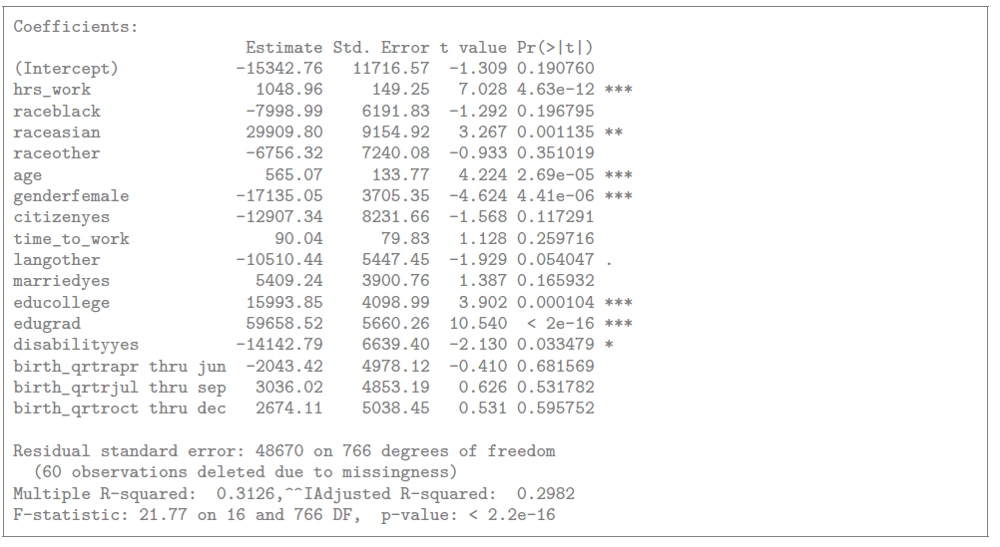 Coefficients:
Estimate Std. Error t value Pr(>|t|)
(Intercept) -15342.76 11716.57 -1.309 0.190760
hrs_work 1048.96 149.25 7.028 4.63e-12 ***
raceblack -7998.99 6191.83 -1.292 0.196795
raceasian 29909.80 9154.92 3.267 0.001135 **
raceother -6756.32 7240.08 -0.933 0.351019
age 565.07 133.77 4.224 2.69e-05 ***
genderfemale -17135.05 3705.35 -4.624 4.41e-06 ***
citizenyes -12907.34 8231.66 -1.568 0.117291
time_to_work 90.04 79.83 1.128 0.259716
langother -10510.44 5447.45 -1.929 0.054047 .
marriedyes 5409.24 3900.76 1.387 0.165932
educollege 15993.85 4098.99 3.902 0.000104 ***
edugrad 59658.52 5660.26 10.540 < 2e-16 ***
disabilityyes -14142.79 6639.40 -2.130 0.033479 *
birth_qrtrapr thru jun -2043.42 4978.12 -0.410 0.681569
birth_qrtrjul thru sep 3036.02 4853.19 0.626 0.531782
birth_qrtroct thru dec 2674.11 5038.45 0.531 0.595752
Residual standard error: 48670 on 766 degrees of freedom
(60 observations deleted due to missingness)
Multiple R-squared: 0.3126,^^IAdjusted R-squared: 0.2982
F-statistic: 21.77 on 16 and 766 DF, p-value: < 2.2e-16